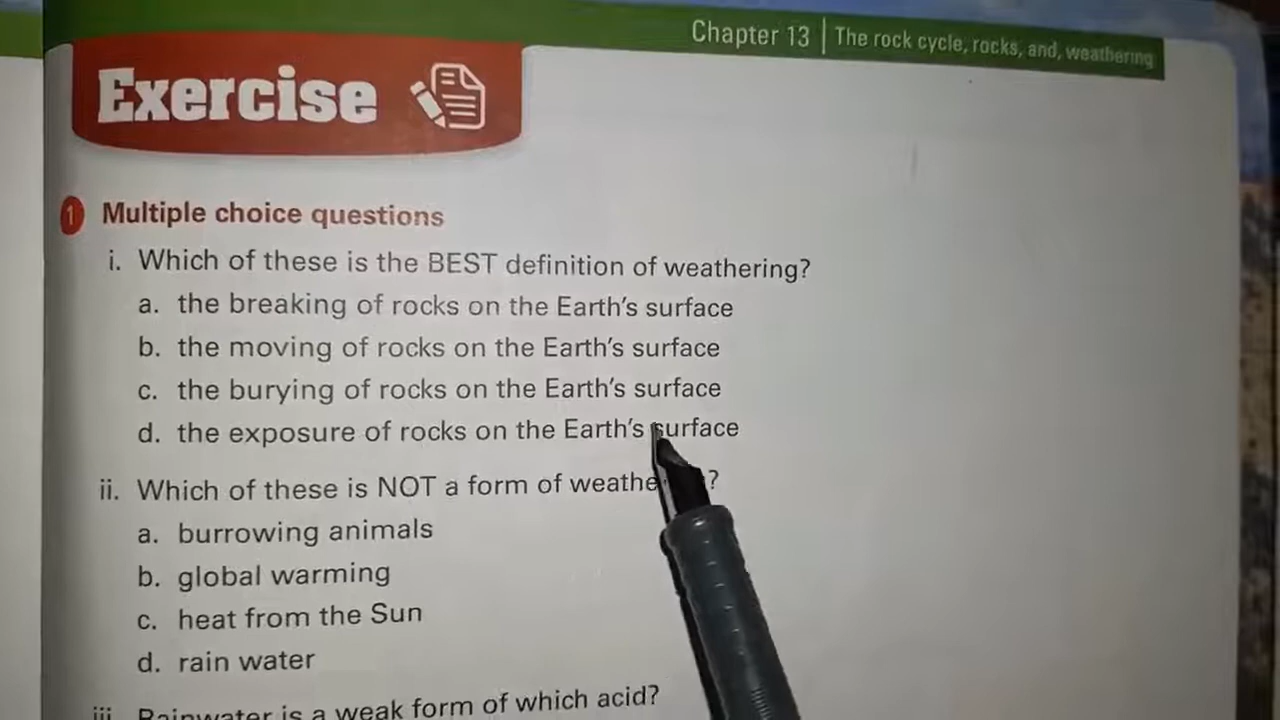 Chapter 13 | The rock cycle, rocks, and, weathering
Exercise
1 Multiple choice questions
i. Which of these is the BEST definition of weathering?
a. the breaking of rocks on the Earth's surface
b. the moving of rocks on the Earth's surface
c. the burying of rocks on the Earth's surface
d. the exposure of rocks on the Earth's surface
ii. Which of these is NOT a form of ?
a. burrowing animals
b. global warming
c. heat from the Sun
d. rain water
iii. Rainwater is a weak form of which acid?